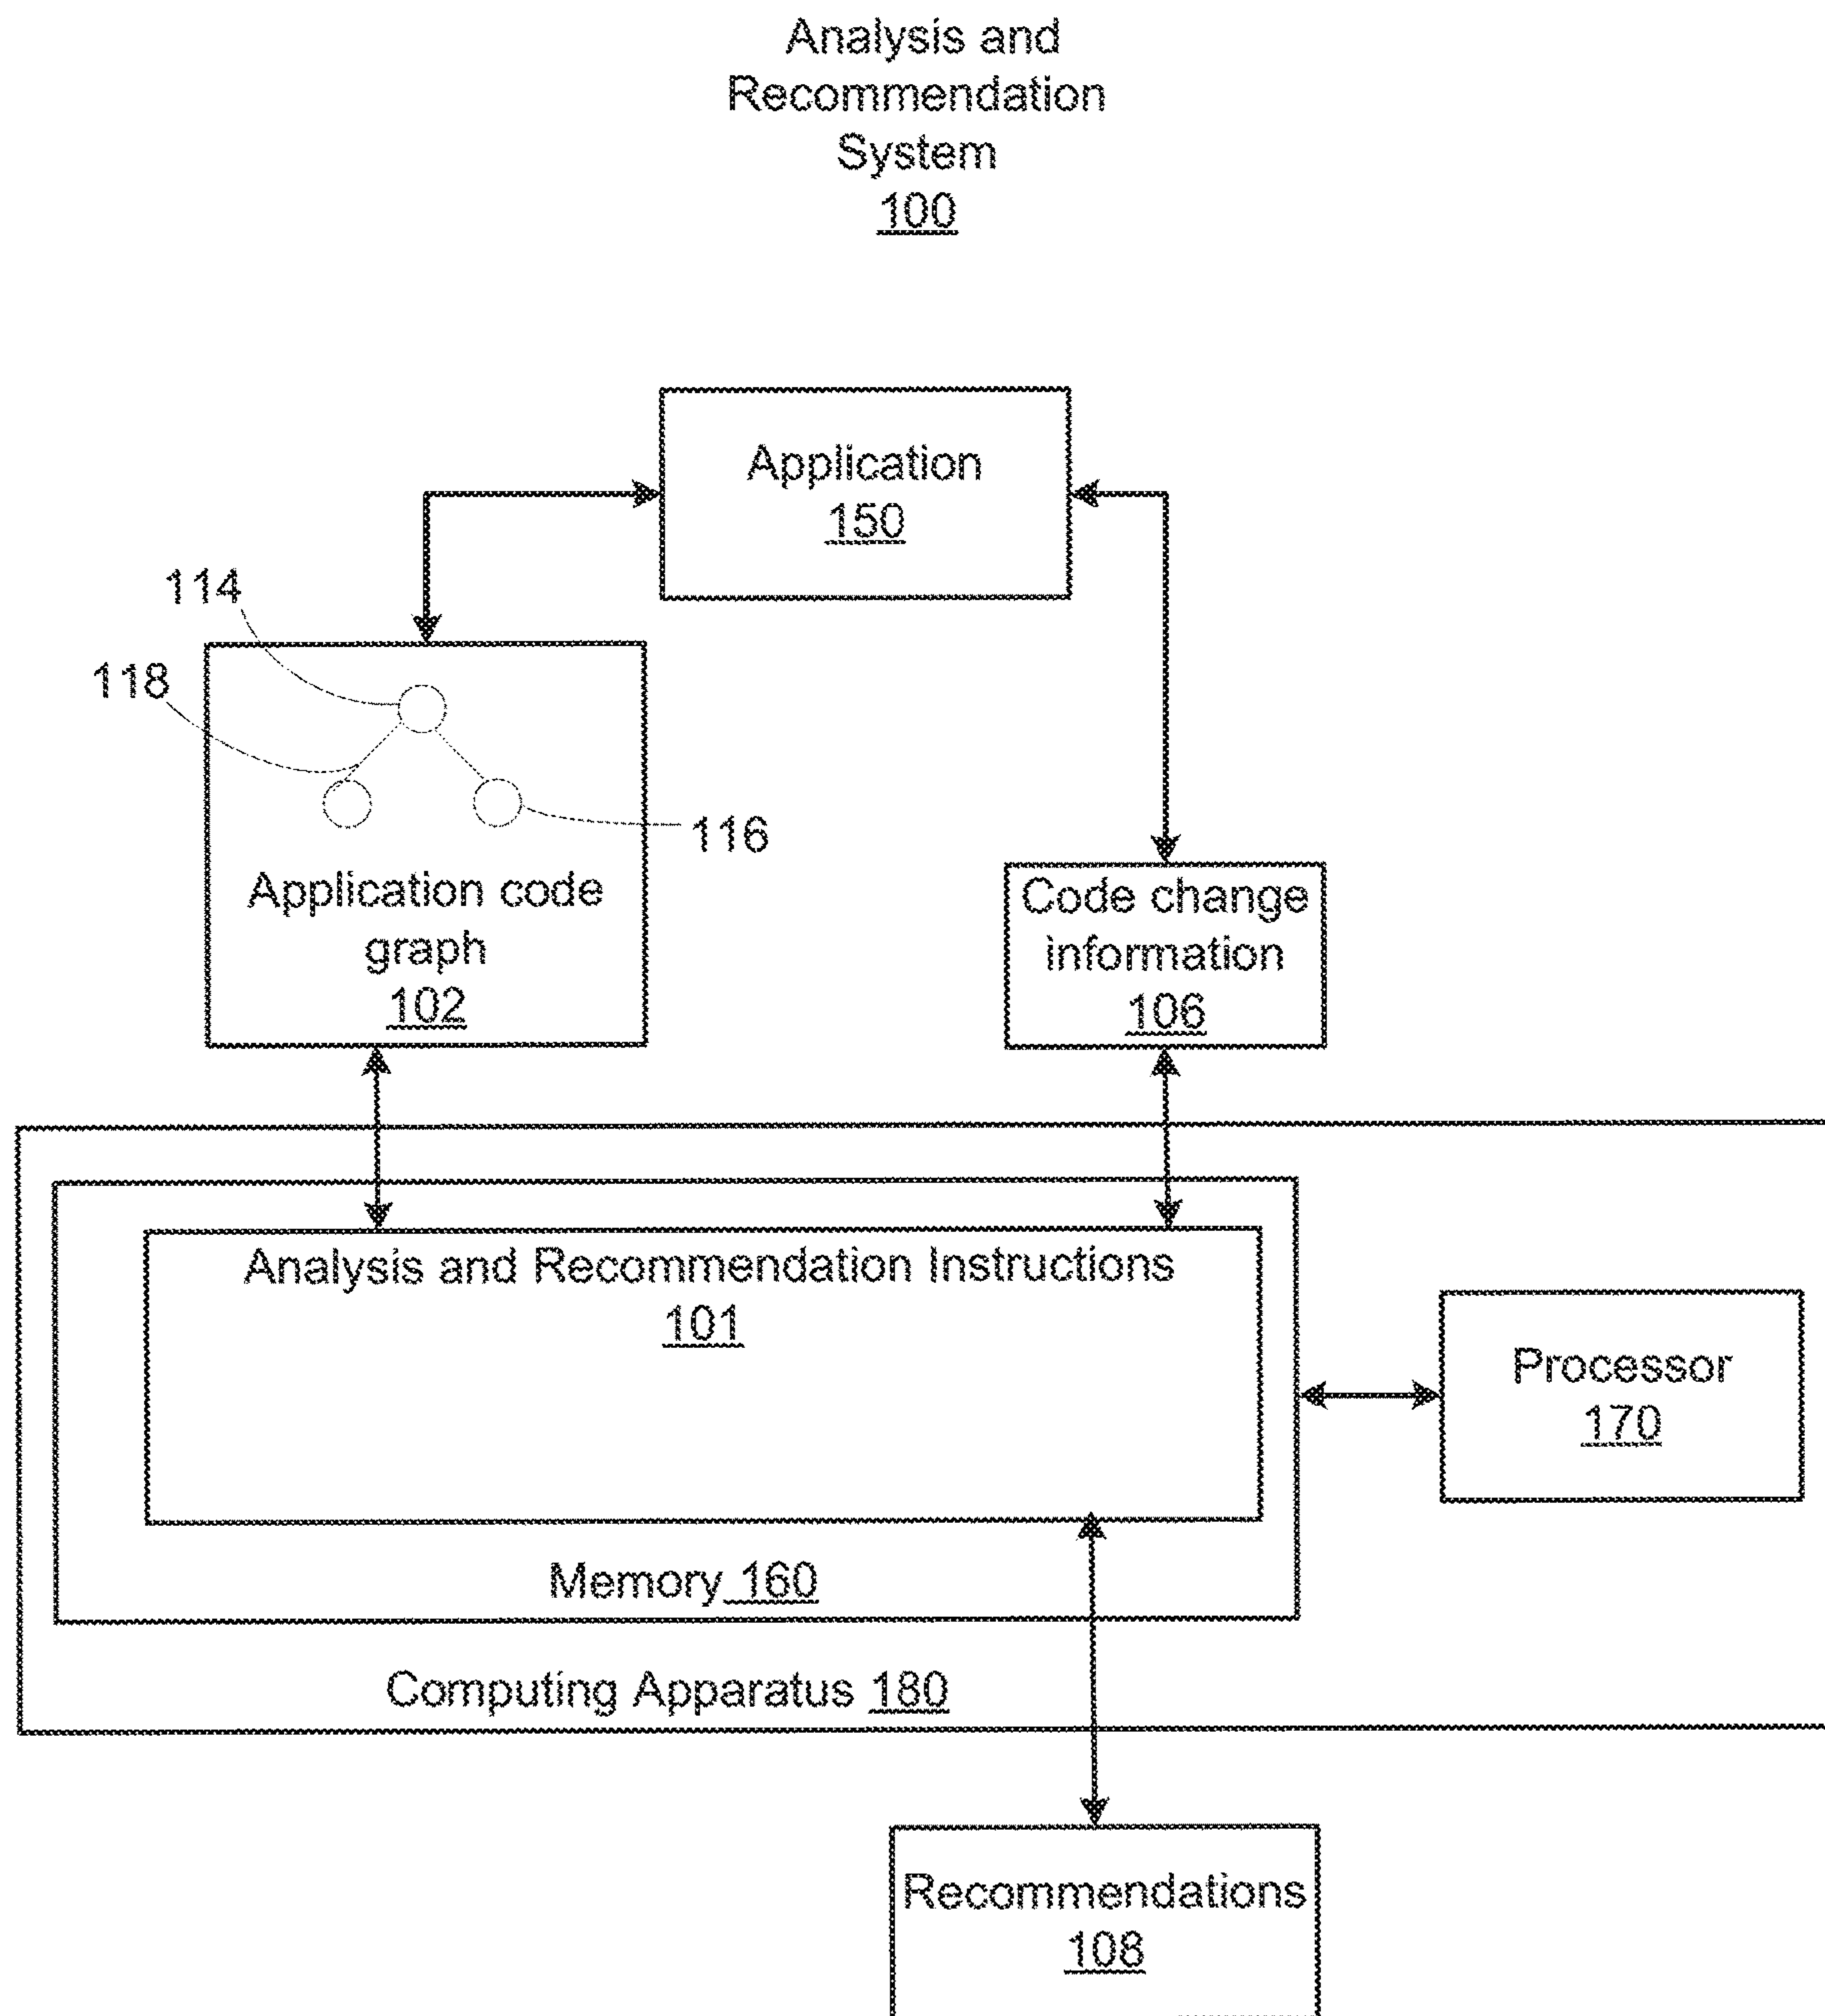 Analysis and
Recommendation
System
100
Application
150
114
118
116
Application code
graph
102
Code change
information
106
Analysis and Recommendation Instructions
101
Processor
170
Memory 160
Computing Apparatus 180
Recommendations
108